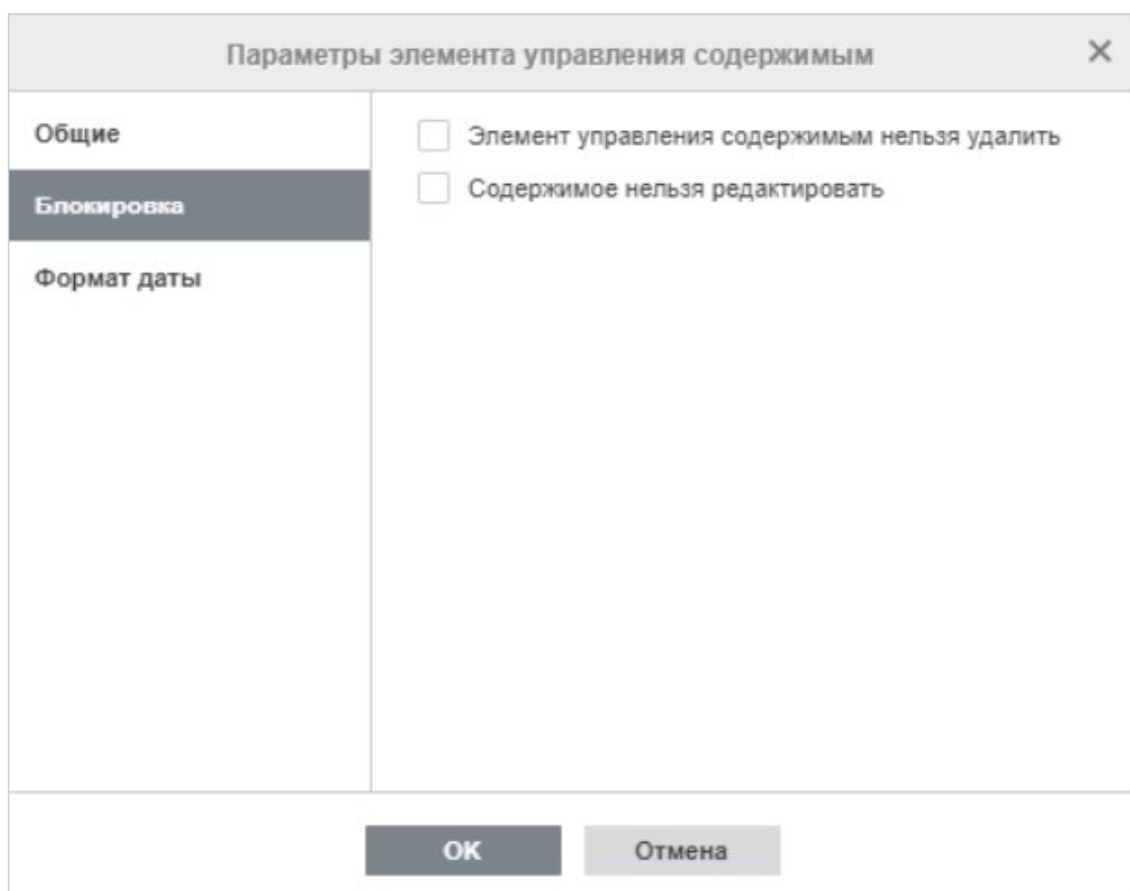 Параметры элемента управления содержимым
Общие
Блокировка
Формат даты
Элемент управления содержимым нельзя удалить
Содержимое нельзя редактировать
OK
Отмена